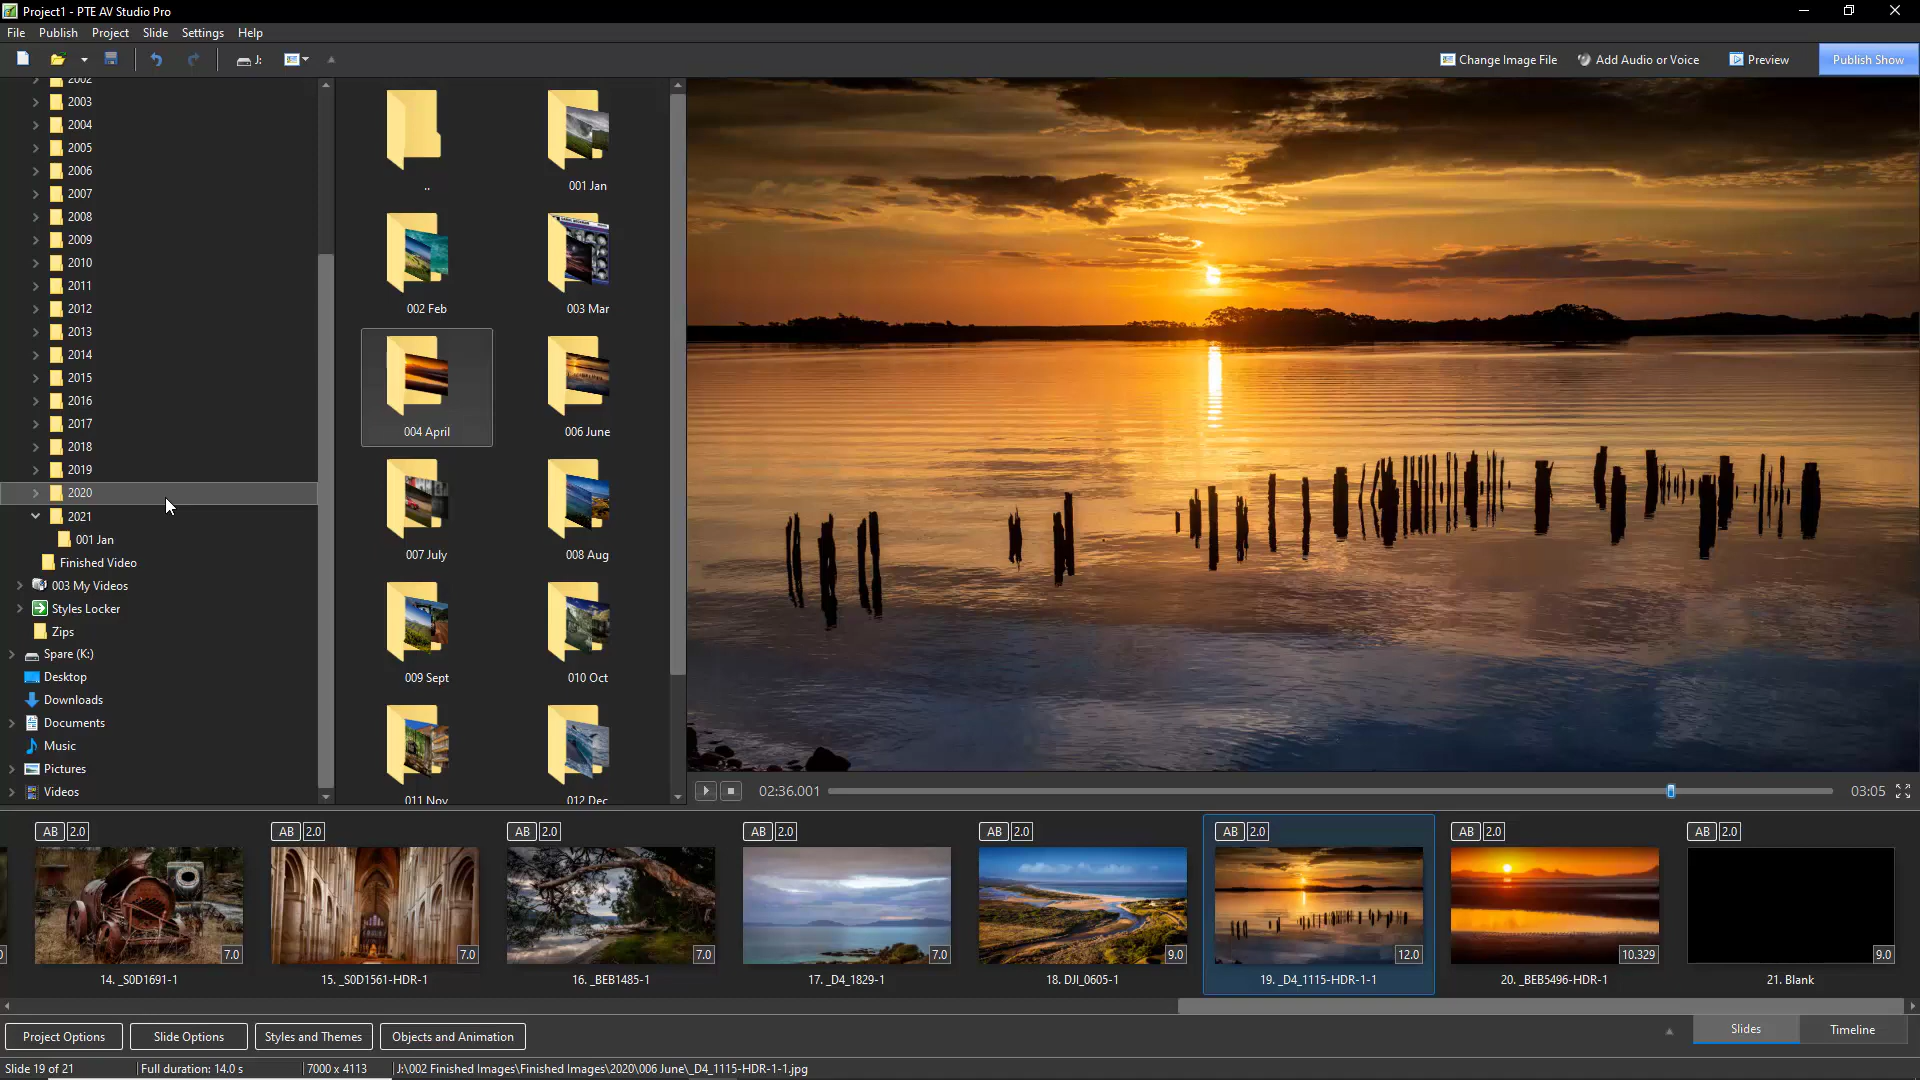 Project1 - PTE AV Studio Pro
File Publish Project Slide Settings Help
J: Change Image File Add Audio or Voice Preview Publish Show
2002
2003
2004
2005
2006
2007
2008
2009
2010
2011
2012
2013
2014
2015
2016
2017
2018
2019
2020
2021
001 Jan
Finished Video
003 My Videos
Styles Locker
Zips
Spare (K:)
Desktop
Downloads
Documents
Music
Pictures
Videos
.. 001 Jan
002 Feb 003 Mar
004 April 006 June
007 July 008 Aug
009 Sept 010 Oct
011 Nov 012 Dec
02:36.001 03:05
AB 2.0 AB 2.0 AB 2.0 AB 2.0 AB 2.0 AB 2.0 AB 2.0 AB 2.0
7.0 7.0 7.0 7.0 9.0 12.0 10.329 9.0
14. _S0D1691-1 15. _S0D1561-HDR-1 16. _BEB1485-1 17. _D4_1829-1 18. DJI_0605-1 19. _D4_1115-HDR-1-1 20. _BEB5496-HDR-1 21. Blank
Project Options Slide Options Styles and Themes Objects and Animation Slides Timeline
Slide 19 of 21 Full duration: 14.0 s 7000 x 4113 J:\002 Finished Images\Finished Images\2020\006 June\_D4_1115-HDR-1-1.jpg